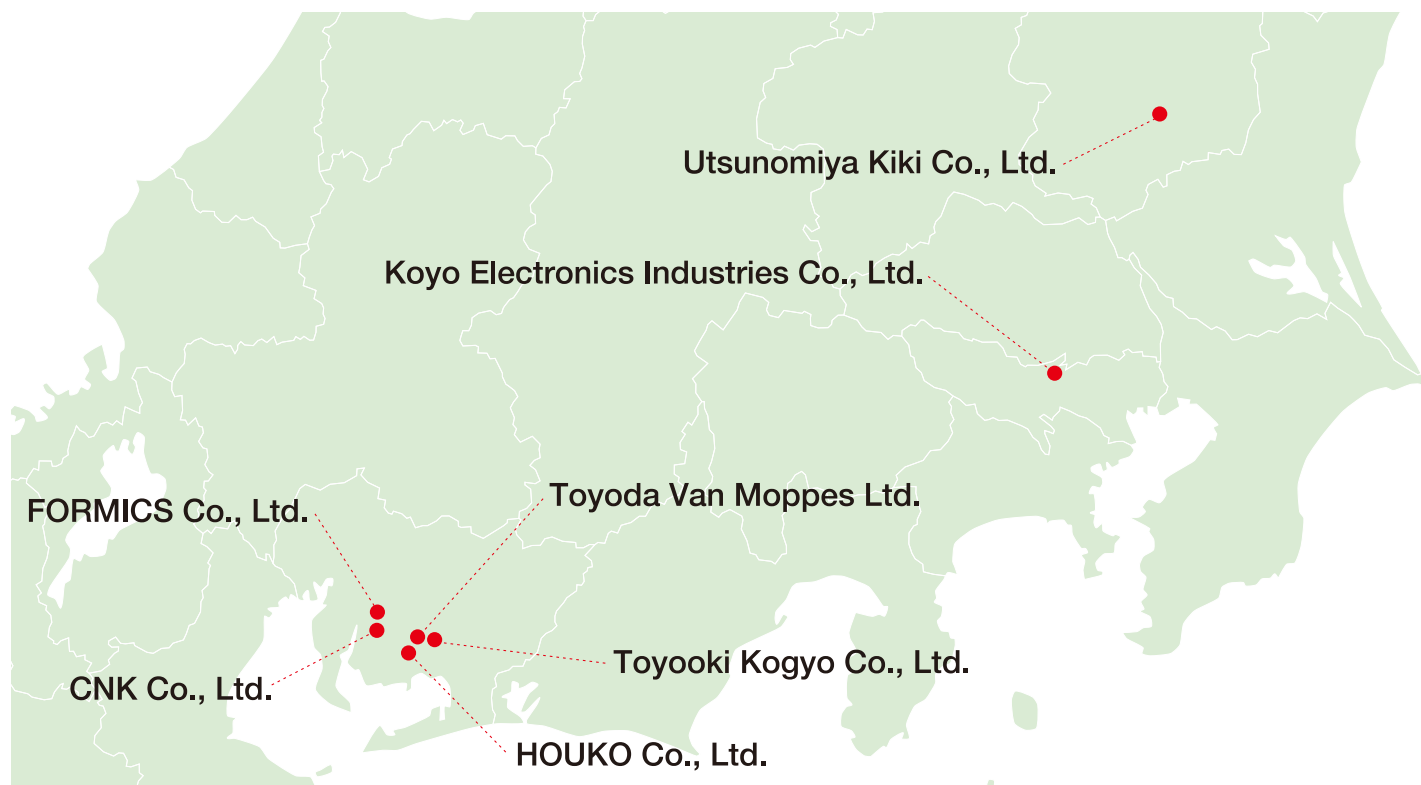 Utsunomiya Kiki Co., Ltd.
Koyo Electronics Industries Co., Ltd.
Toyoda Van Moppes Ltd.
FORMICS Co., Ltd.
Toyooki Kogyo Co., Ltd.
CNK Co., Ltd.
HOUKO Co., Ltd.